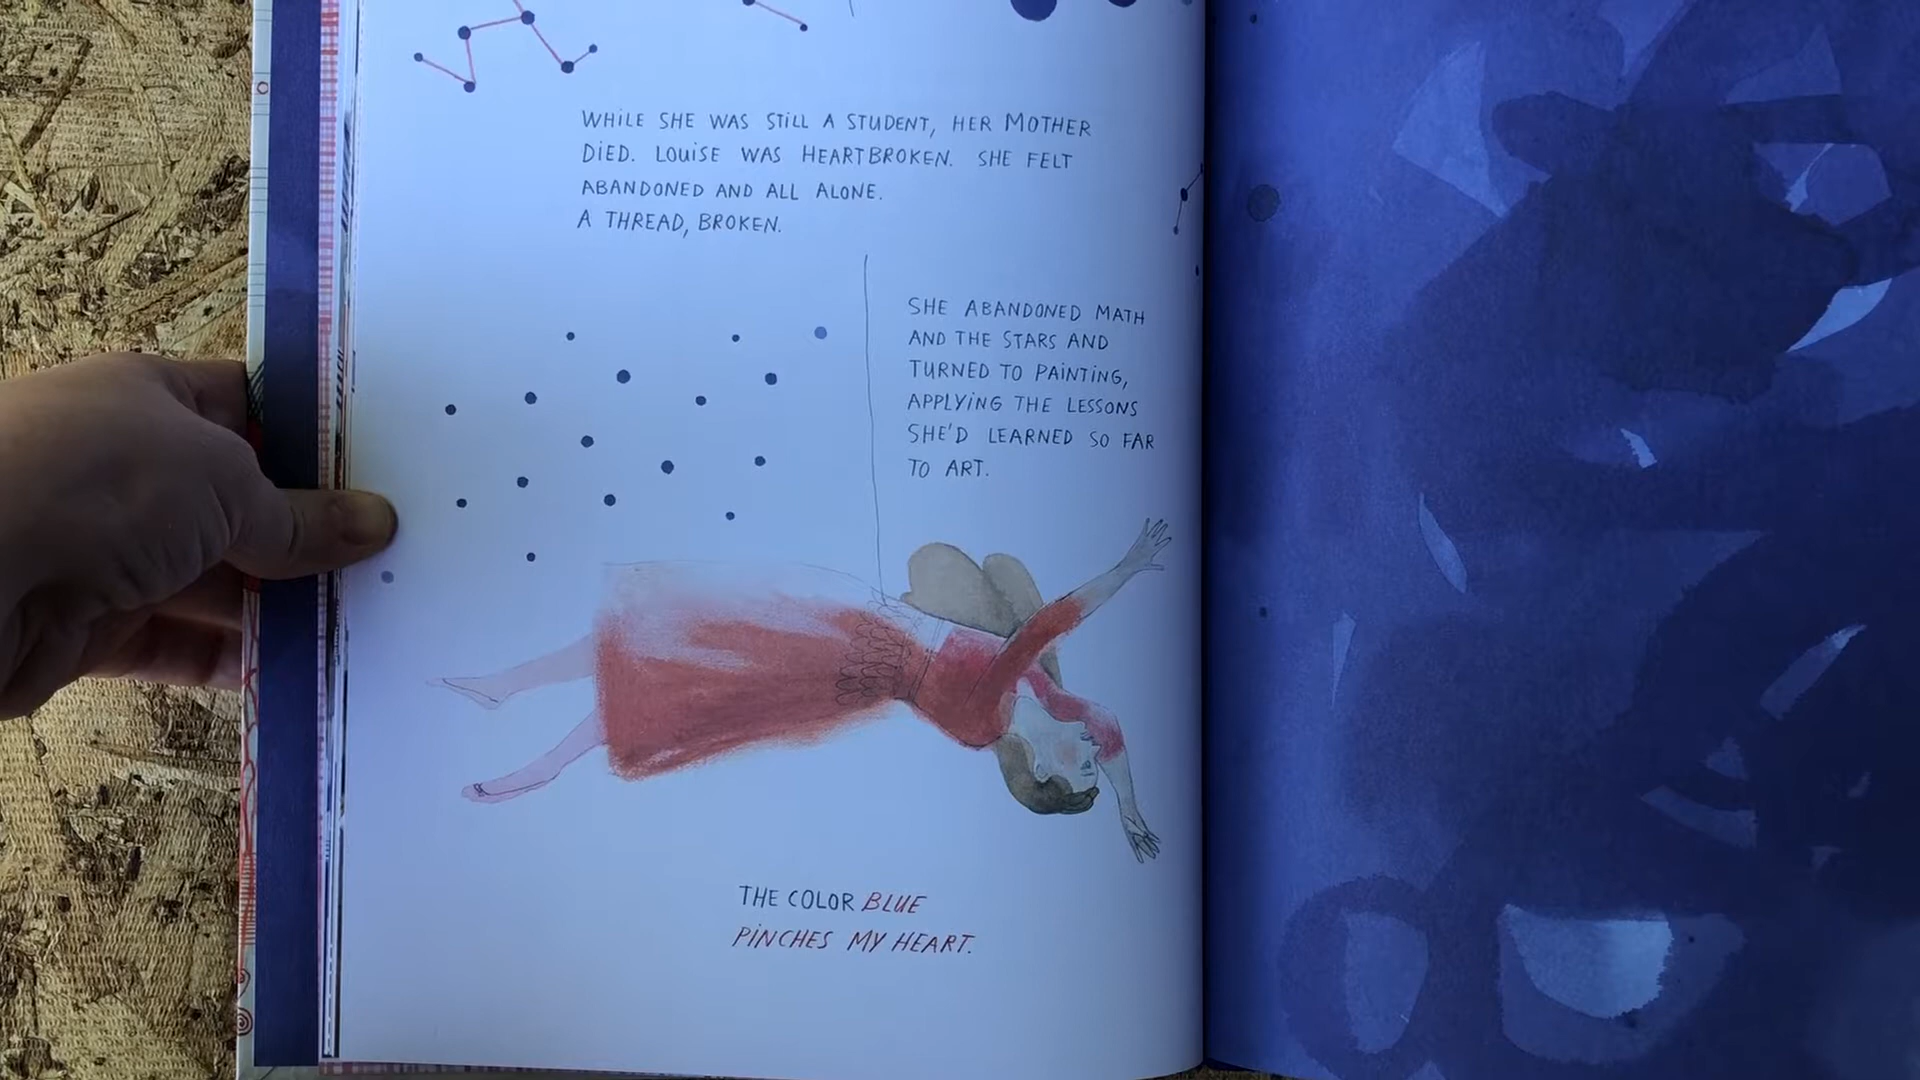 WHILE SHE WAS STILL A STUDENT, HER MOTHER
DIED. LOUISE WAS HEARTBROKEN. SHE FELT
ABANDONED AND ALL ALONE.
A THREAD, BROKEN.
SHE ABANDONED MATH
AND THE STARS AND
TURNED TO PAINTING,
APPLYING THE LESSONS
SHE'D LEARNED SO FAR
TO ART.
THE COLOR BLUE
PINCHES MY HEART.